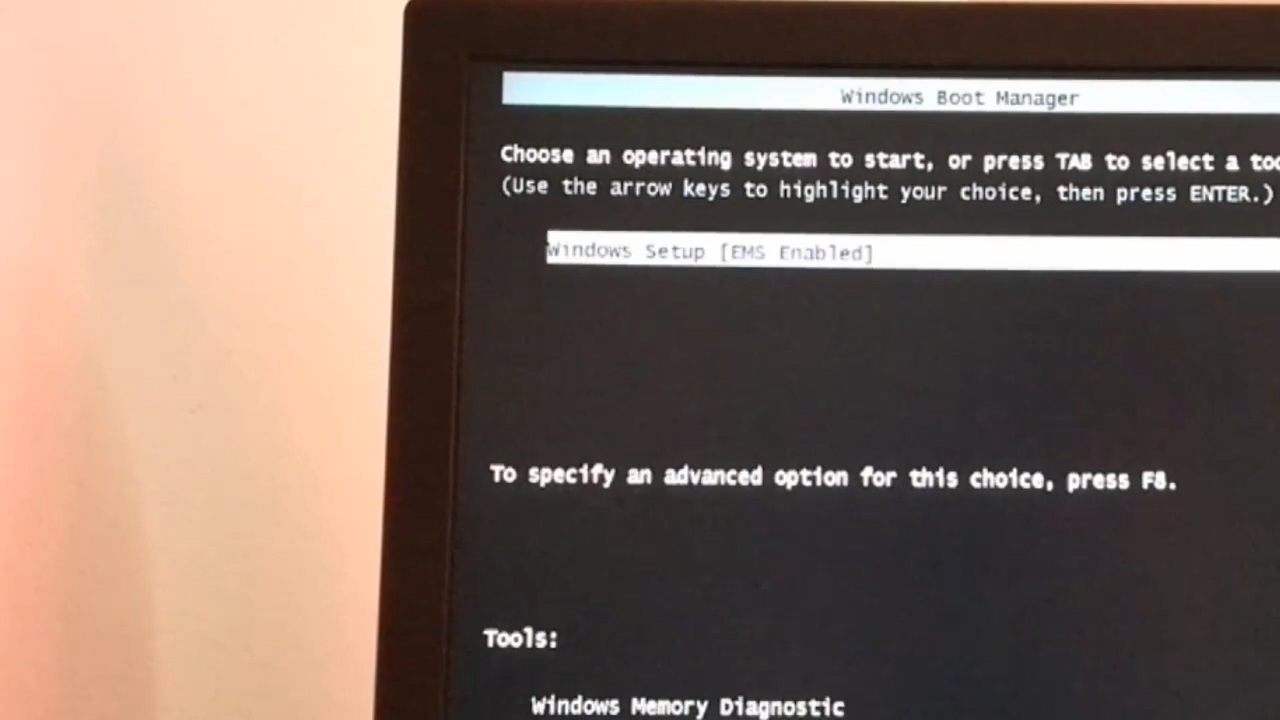 Windows Boot Manager
Choose an operating system to start, or press TAB to select a
(Use the arrow keys to highlight your choice, then press ENTER.)
Windows Setup [EMS Enabled]
To specify an advanced option for this choice, press F8.
Tools:
Windows Memory Diagnostic